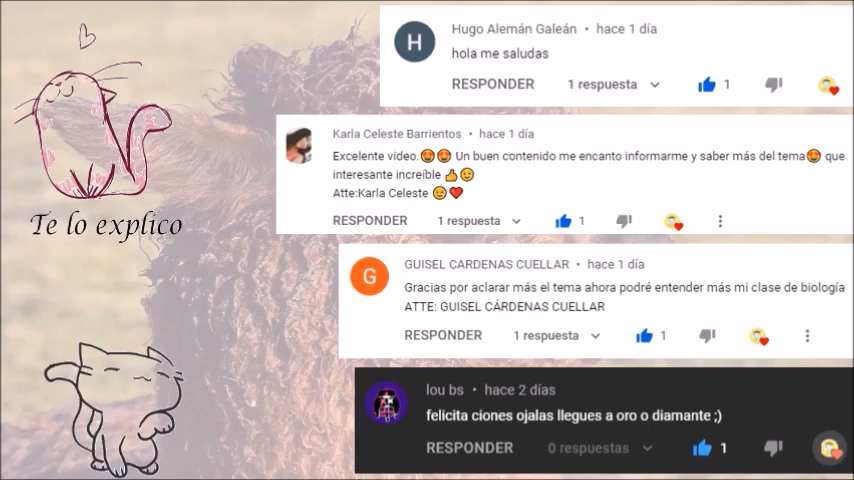 H
Hugo Alemán Galeán • hace 1 día
hola me saludas
RESPONDER 1 respuesta 1
Karla Celeste Barrientos • hace 1 día
Excelente video.😍😍 Un buen contenido me encanto informarme y saber más del tema😍 que
interesante increíble 👍😉
Atte:Karla Celeste 😉❤️
RESPONDER 1 respuesta 1
Te lo explico
G
GUISEL CARDENAS CUELLAR • hace 1 día
Gracias por aclarar más el tema ahora podré entender más mi clase de biología
ATTE: GUISEL CÁRDENAS CUELLAR
RESPONDER 1 respuesta 1
lou bs • hace 2 días
felicita ciones ojalas llegues a oro o diamante ;)
RESPONDER 0 respuestas 1